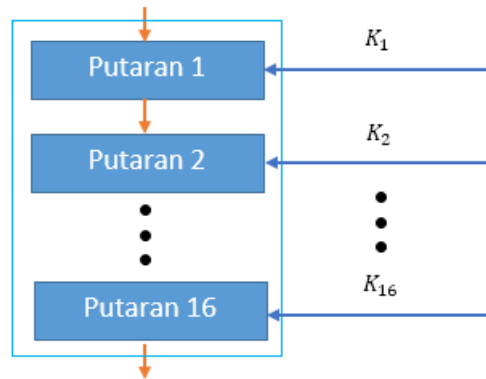 Putaran 1
K₁
Putaran 2
K₂
Putaran 16
K₁₆